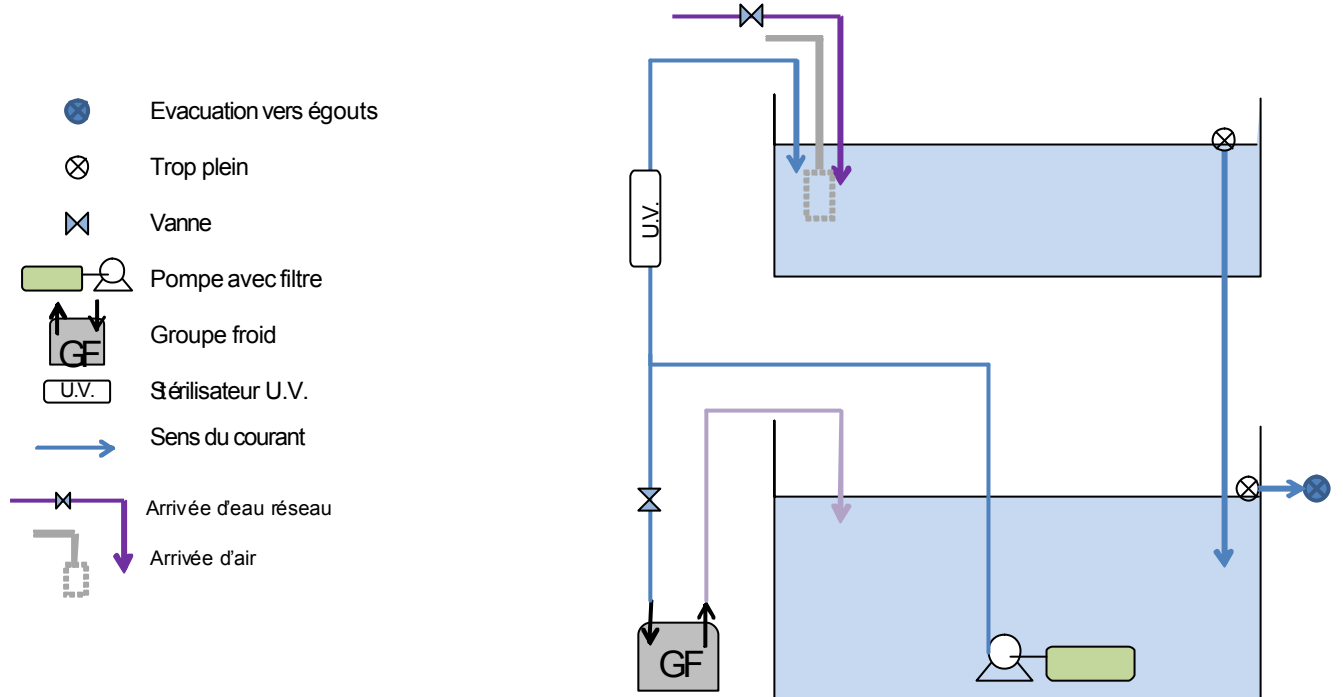 Evacuation vers égouts
Trop plein
Vanne
Pompe avec filtre
GF
Groupe froid
U.V.
Stérilisateur U.V.
Sens du courant
Arrivée d'eau réseau
Arrivée d'air
U.V.
GF